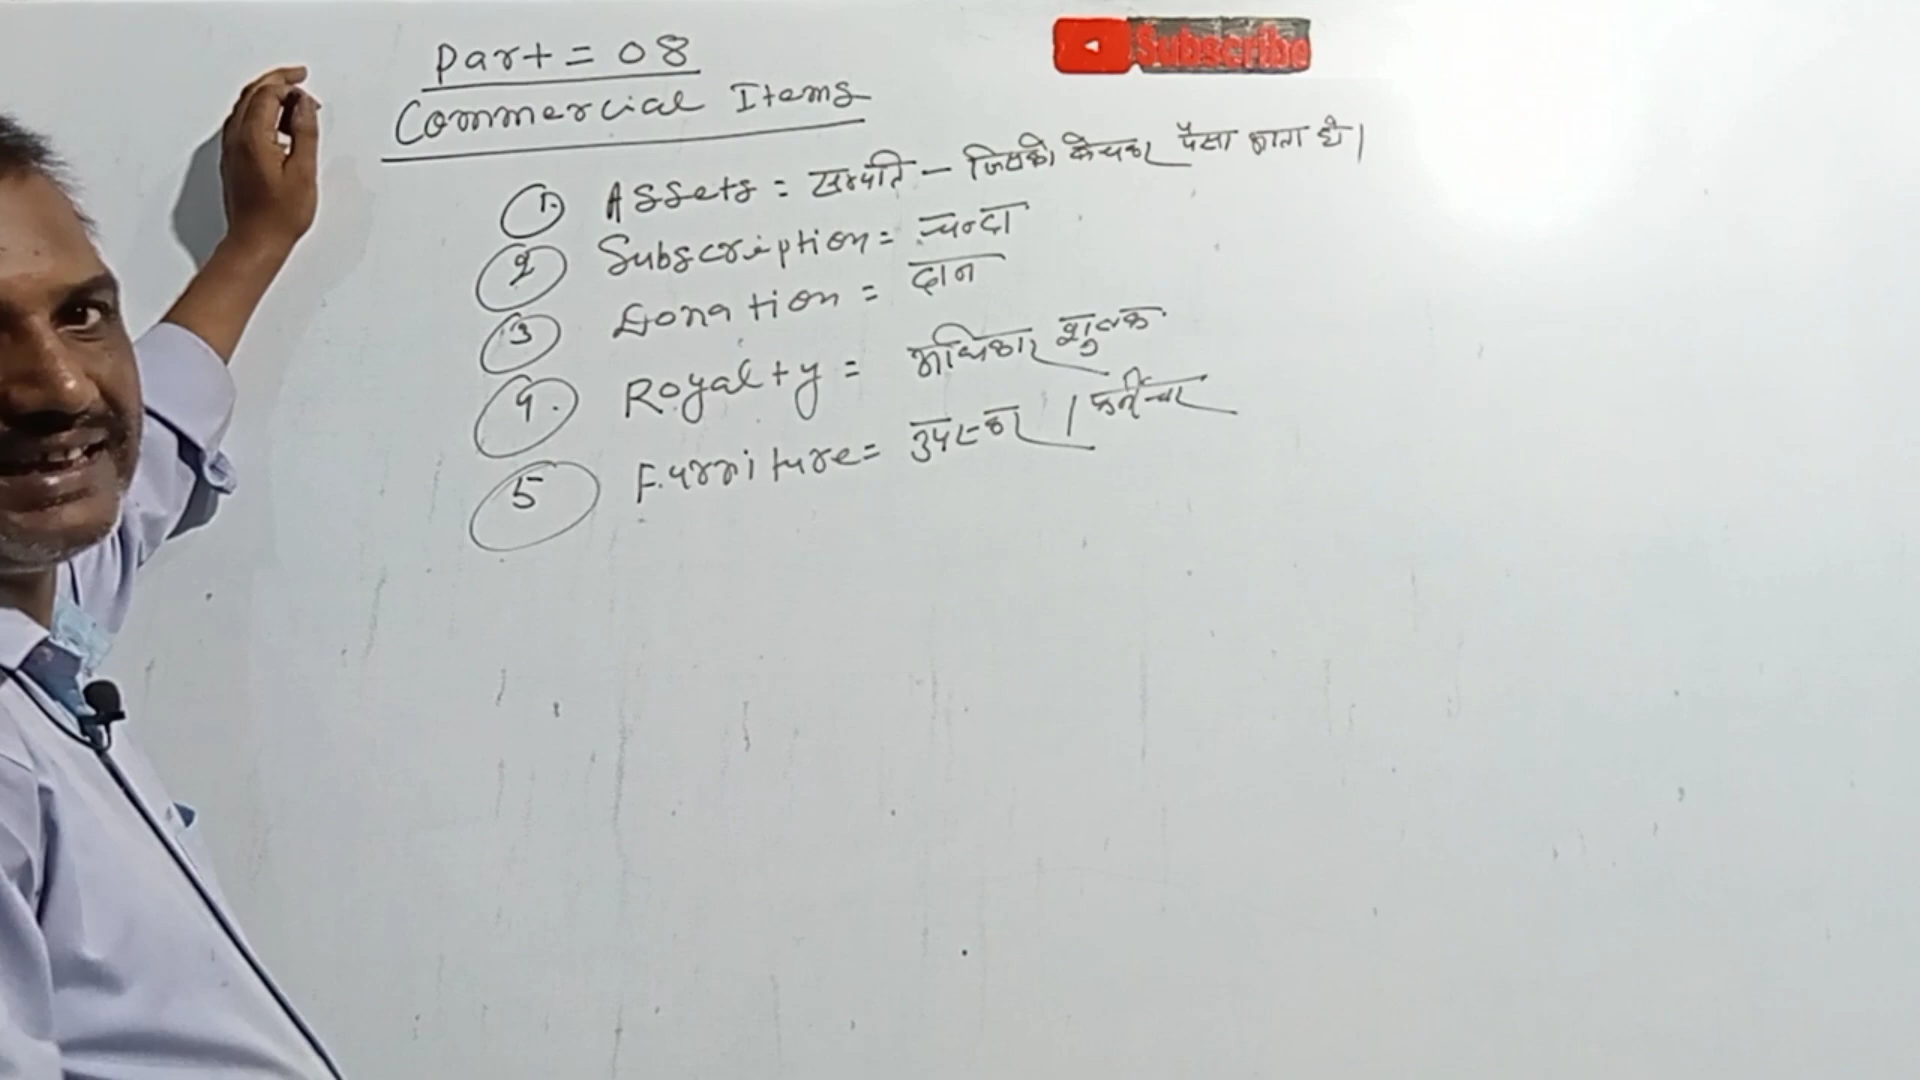 Part = 08
Subscribe
Commercial Items
1. Assets = सम्पति - जिसको बेचकर पैसा आता है।
2 Subscription = चन्दा
3 Donation = दान
4. Royalty = अधिकार शुल्क
5 Furniture = उपस्कर / फर्नीचर